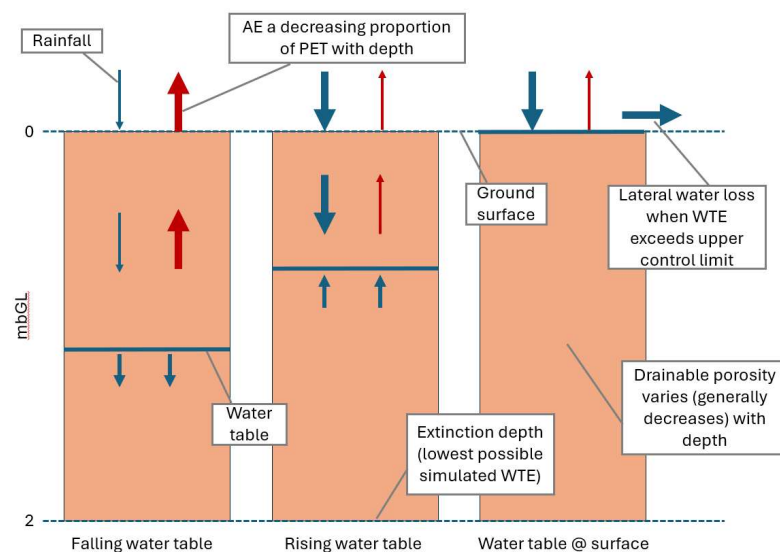 Rainfall
AE a decreasing proportion
of PET with depth
0
Ground
surface
Lateral water loss
when WTE
exceeds upper
control limit
mbGL
Water
table
Extinction depth
(lowest possible
simulated WTE)
Drainable porosity
varies (generally
decreases) with
depth
2
Falling water table
Rising water table
Water table @ surface